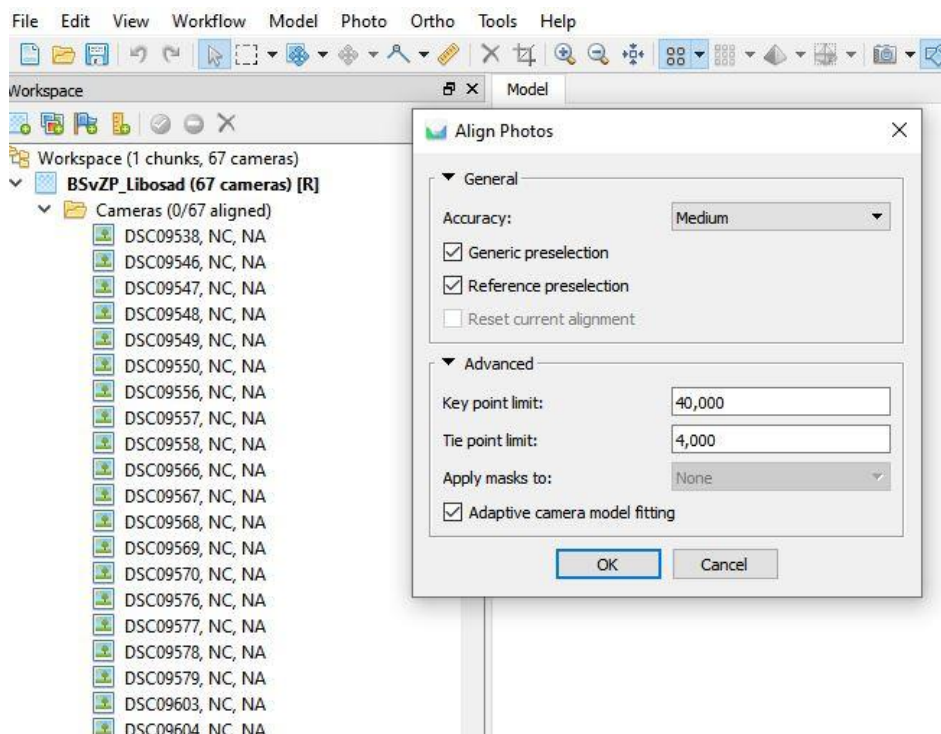 File Edit View Workflow Model Photo Ortho Tools Help
Workspace
Model
Workspace (1 chunks, 67 cameras)
BSvZP_Libosad (67 cameras) [R]
Cameras (0/67 aligned)
DSC09538, NC, NA
DSC09546, NC, NA
DSC09547, NC, NA
DSC09548, NC, NA
DSC09549, NC, NA
DSC09550, NC, NA
DSC09556, NC, NA
DSC09557, NC, NA
DSC09558, NC, NA
DSC09566, NC, NA
DSC09567, NC, NA
DSC09568, NC, NA
DSC09569, NC, NA
DSC09570, NC, NA
DSC09576, NC, NA
DSC09577, NC, NA
DSC09578, NC, NA
DSC09579, NC, NA
DSC09603, NC, NA
DSC09604, NC, NA
Align Photos
General
Accuracy: Medium
Generic preselection
Reference preselection
Reset current alignment
Advanced
Key point limit: 40,000
Tie point limit: 4,000
Apply masks to: None
Adaptive camera model fitting
OK Cancel